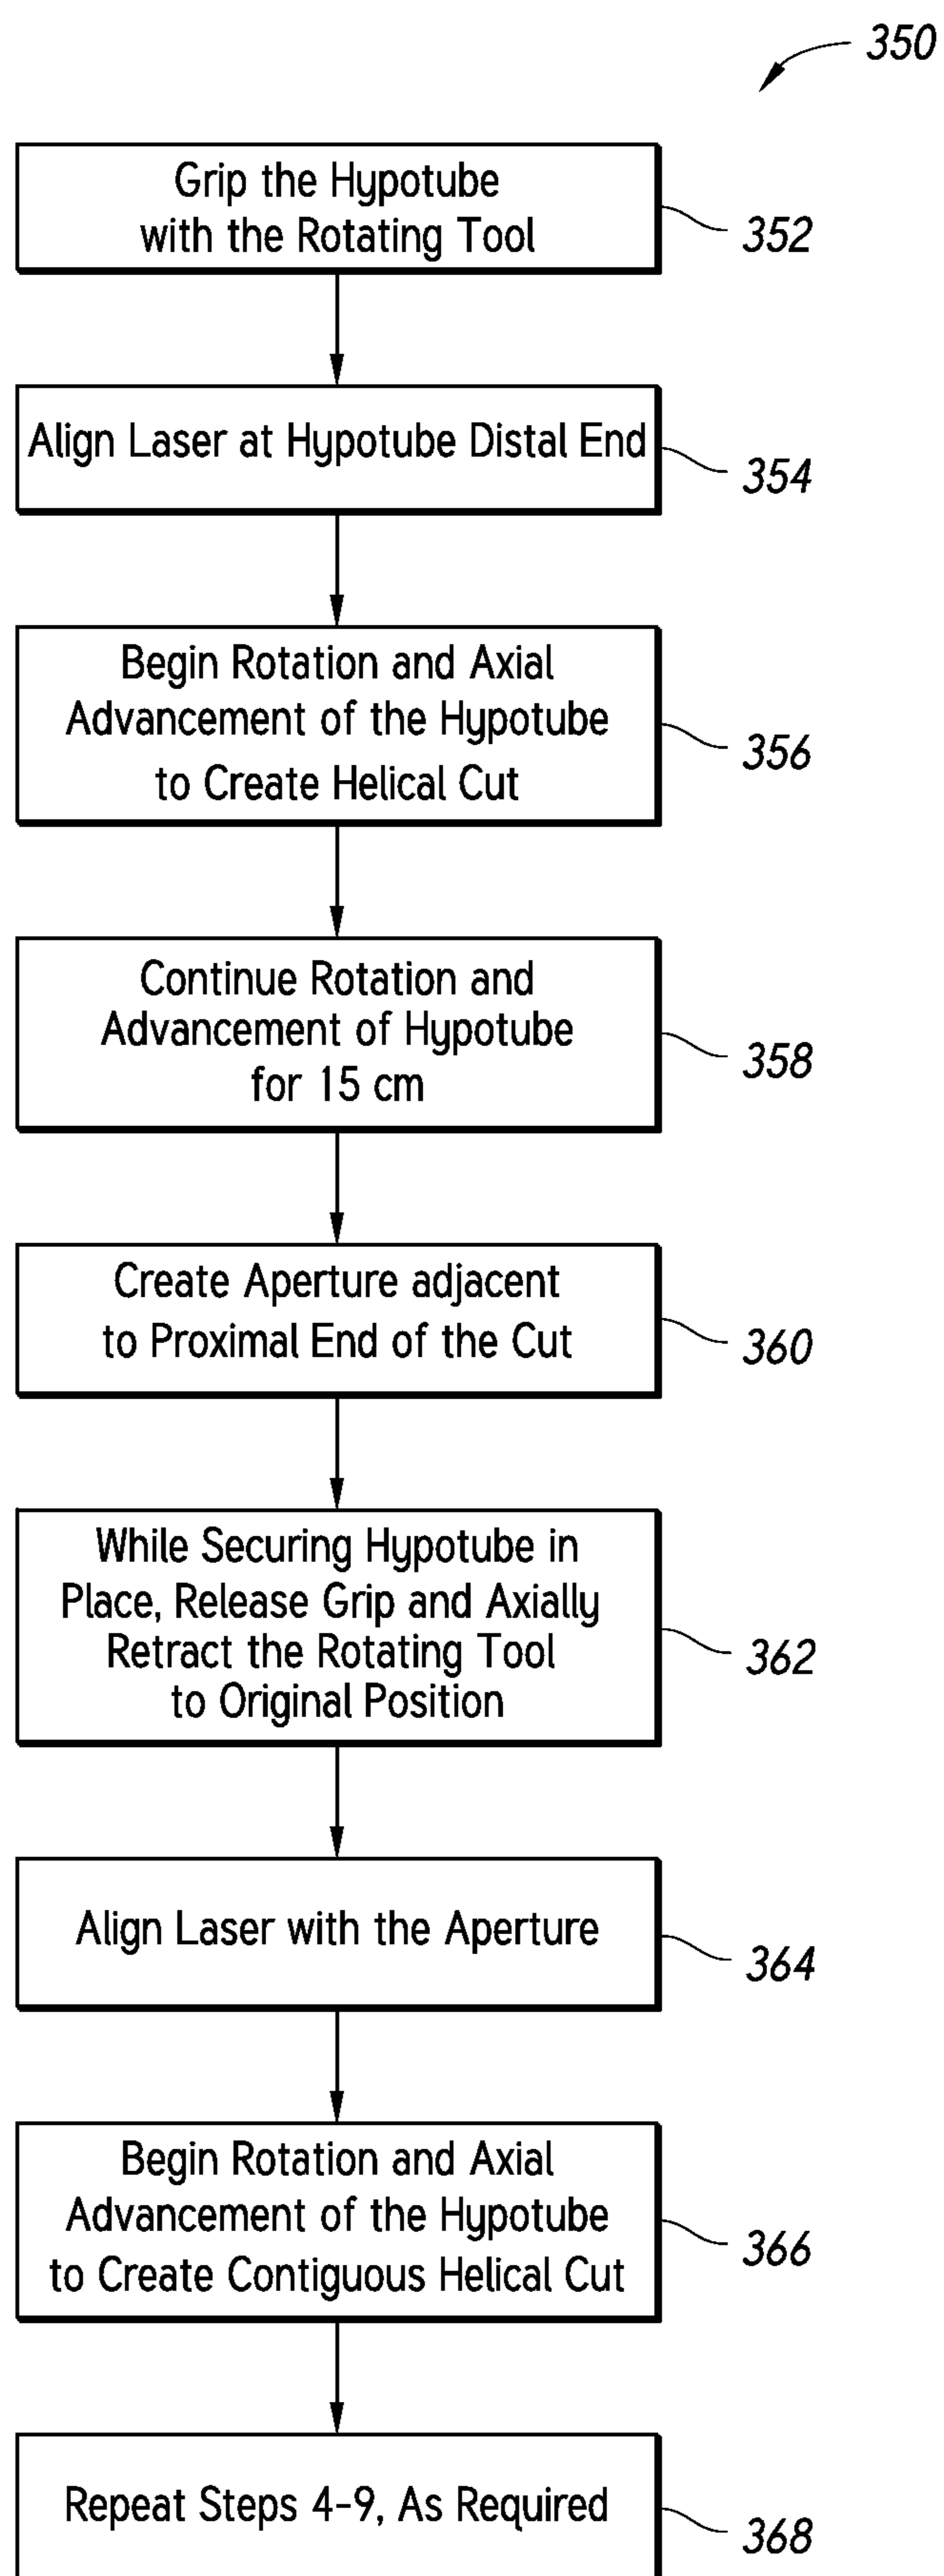 350
Grip the Hypotube
with the Rotating Tool
352
Align Laser at Hypotube Distal End
354
Begin Rotation and Axial
Advancement of the Hypotube
to Create Helical Cut
356
Continue Rotation and
Advancement of Hypotube
for 15 cm
358
Create Aperture adjacent
to Proximal End of the Cut
360
While Securing Hypotube in
Place, Release Grip and Axially
Retract the Rotating Tool
to Original Position
362
Align Laser with the Aperture
364
Begin Rotation and Axial
Advancement of the Hypotube
to Create Contiguous Helical Cut
366
Repeat Steps 4-9, As Required
368